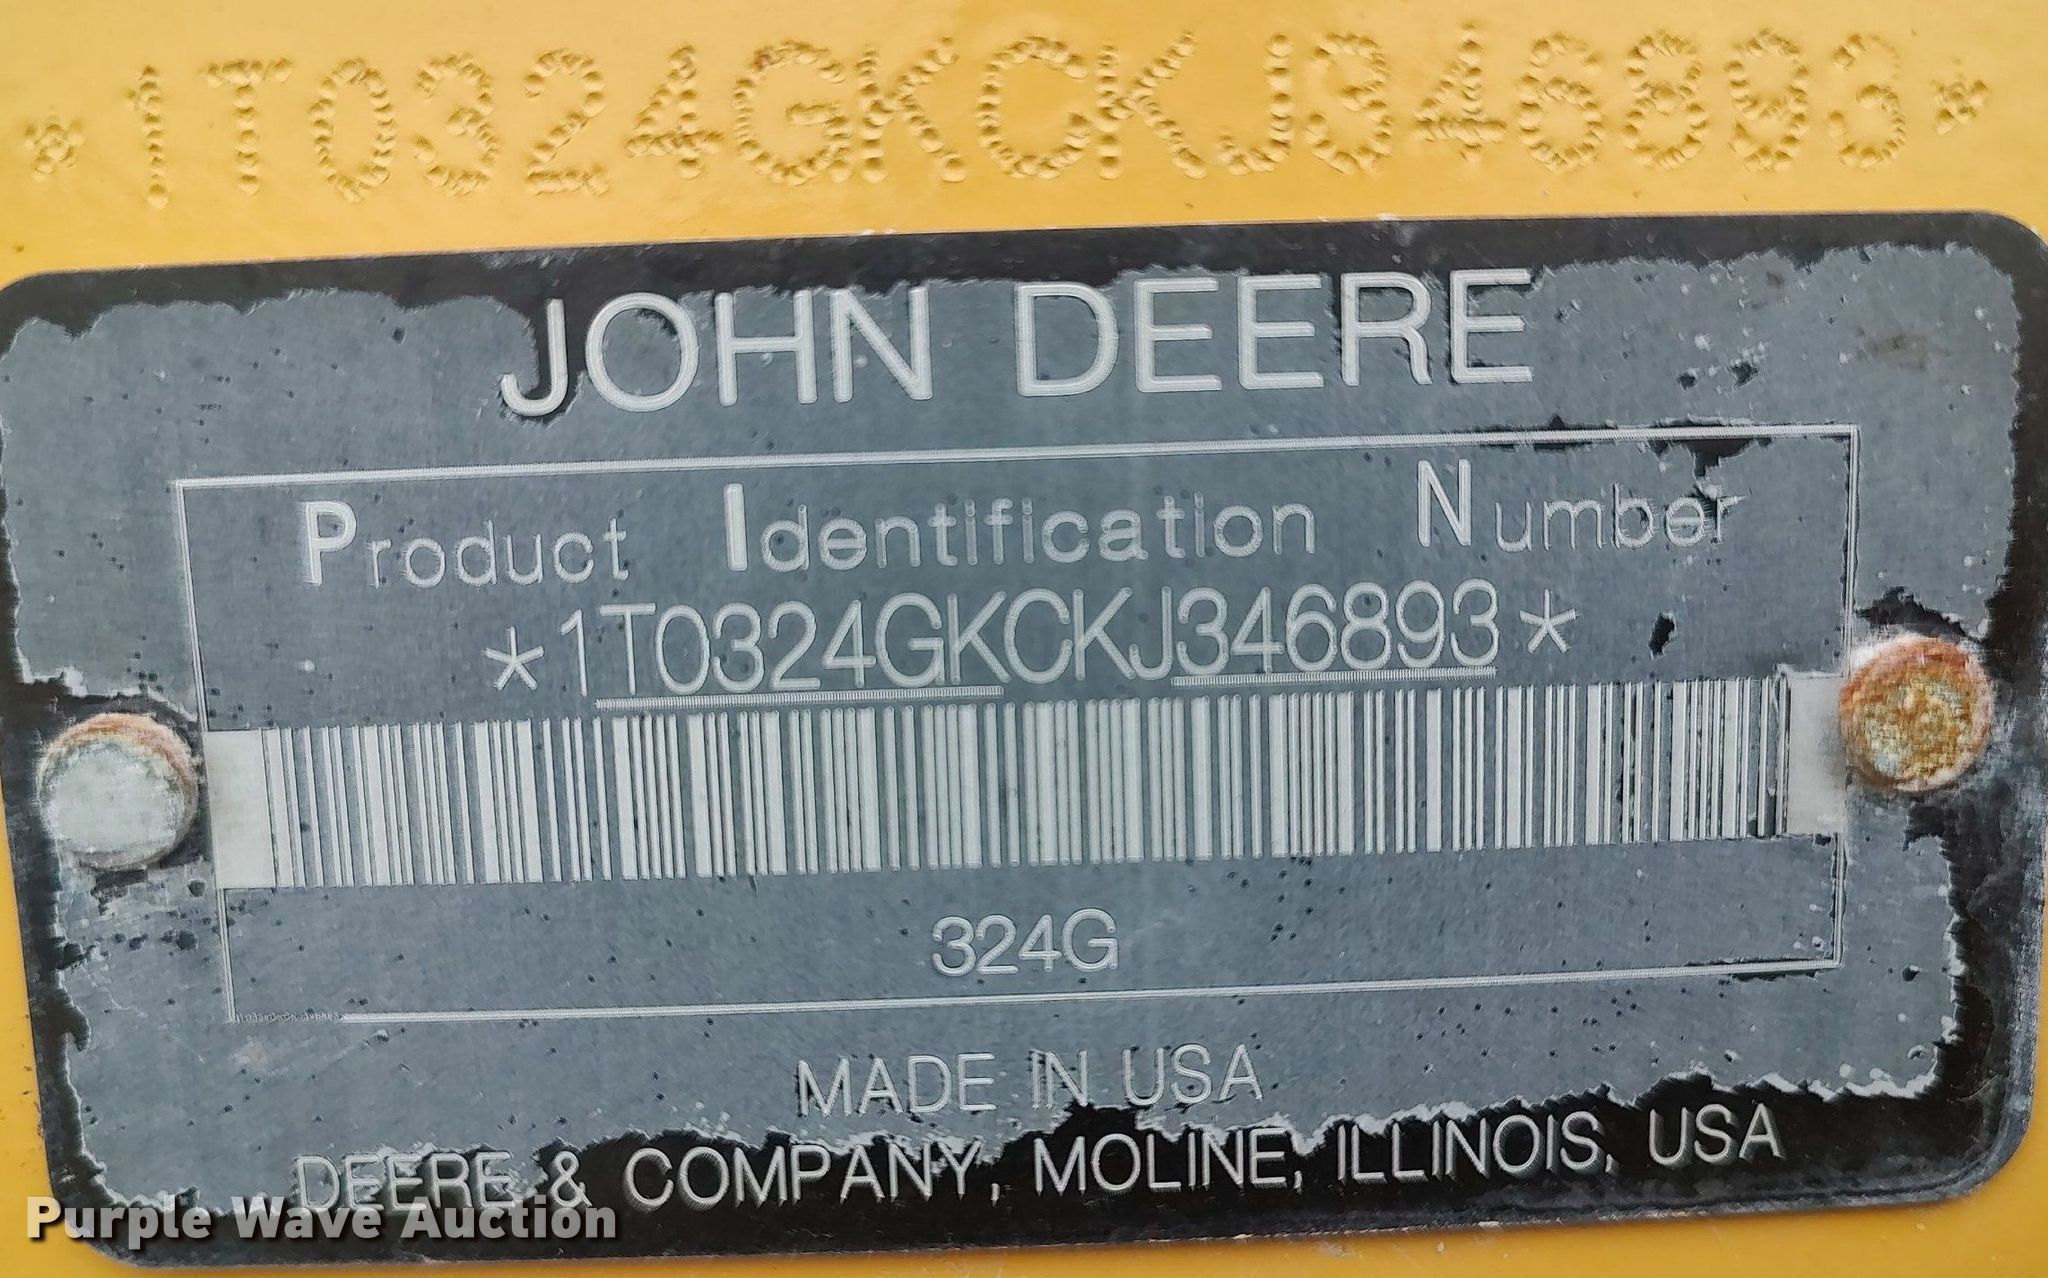 *1T0324GKCKJ346893*
JOHN DEERE
Product Identification Number
*1T0324GKCKJ346893*
324G
MADE IN USA
DEERE & COMPANY, MOLINE, ILLINOIS, USA
Purple Wave Auction